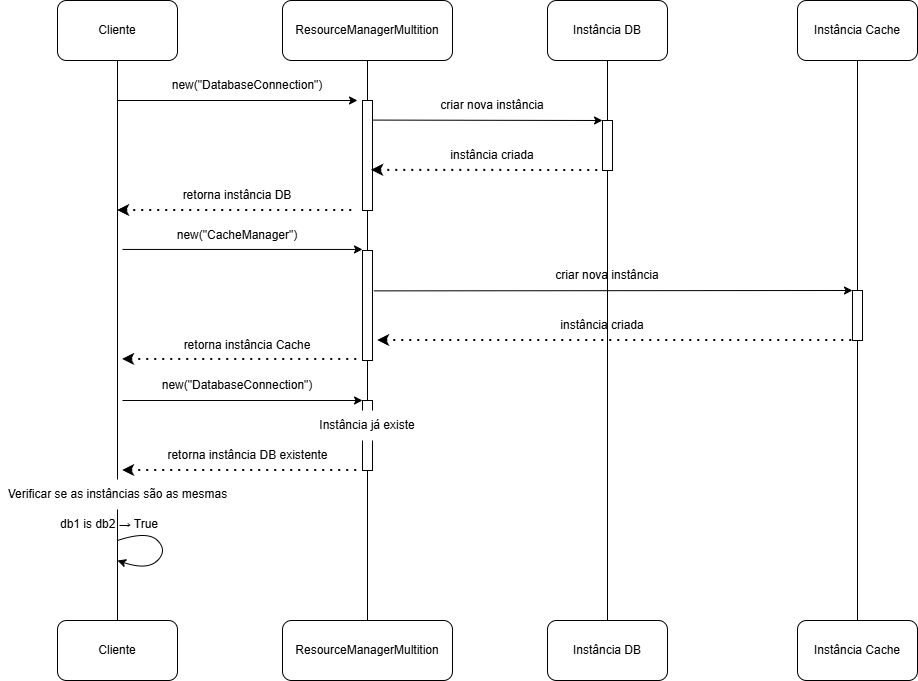 Cliente
ResourceManagerMultition
Instância DB
Instância Cache
new("DatabaseConnection")
criar nova instância
instância criada
retorna instância DB
new("CacheManager")
criar nova instância
instância criada
retorna instância Cache
new("DatabaseConnection")
Instância já existe
retorna instância DB existente
Verificar se as instâncias são as mesmas
db1 is db2 → True
Cliente
ResourceManagerMultition
Instância DB
Instância Cache